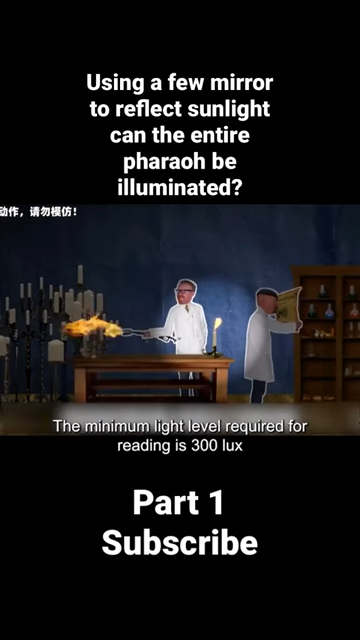 Using a few mirror
to reflect sunlight
can the entire
pharaoh be
illuminated?
动作，请勿模仿！
The minimum light level required for
reading is 300 lux
Part 1
Subscribe